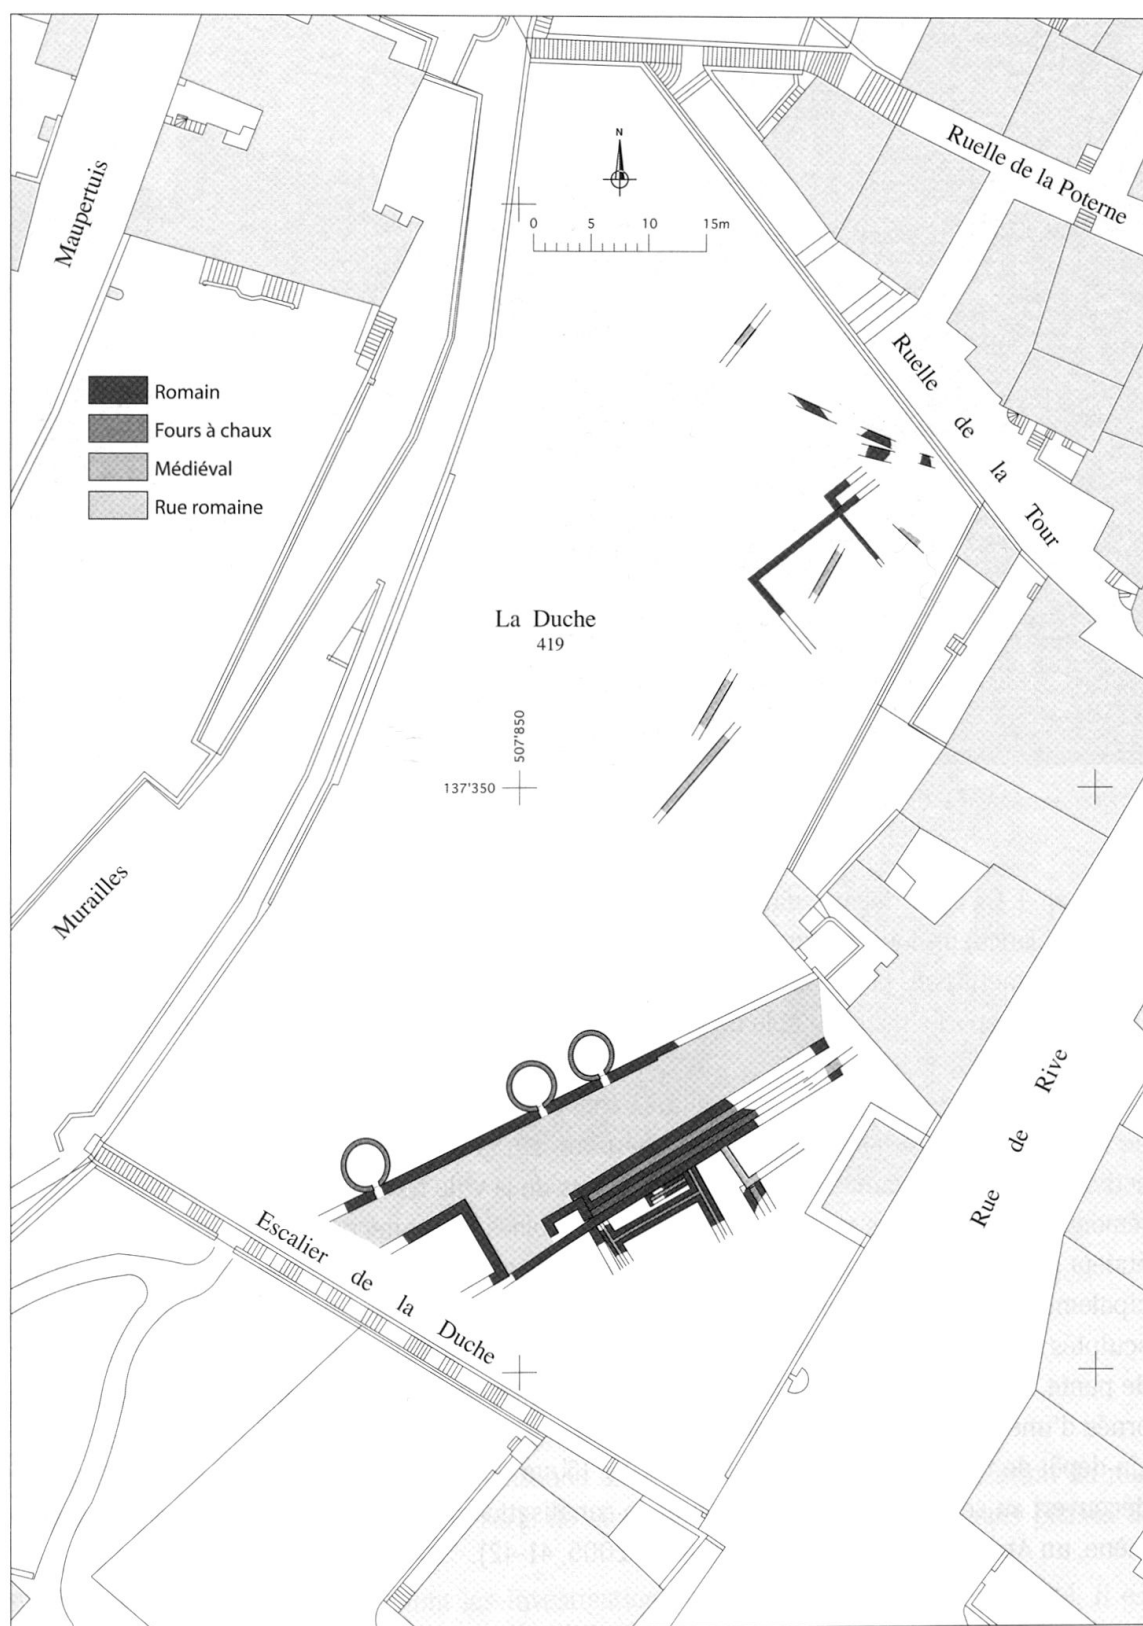 N
0 5 10 15m
Ruelle de la Poterne
Maupertuis
Ruelle de la Tour
Romain
Fours à chaux
Médiéval
Rue romaine
La Duche
419
507'850
137'350
Murailles
Rue de Rive
Escalier de la Duche